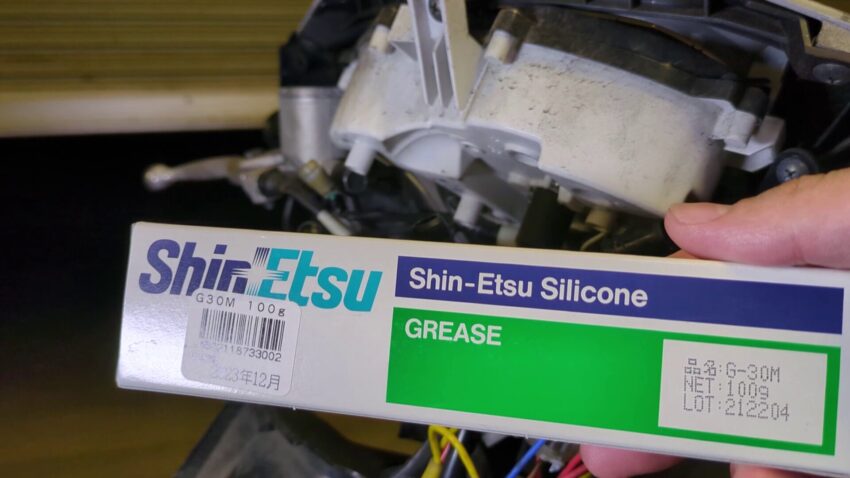 Shin-Etsu
Shin-Etsu Silicone
GREASE
G30M 100g
2023年12月
品名:G-30M
NET:100g
LOT:212204